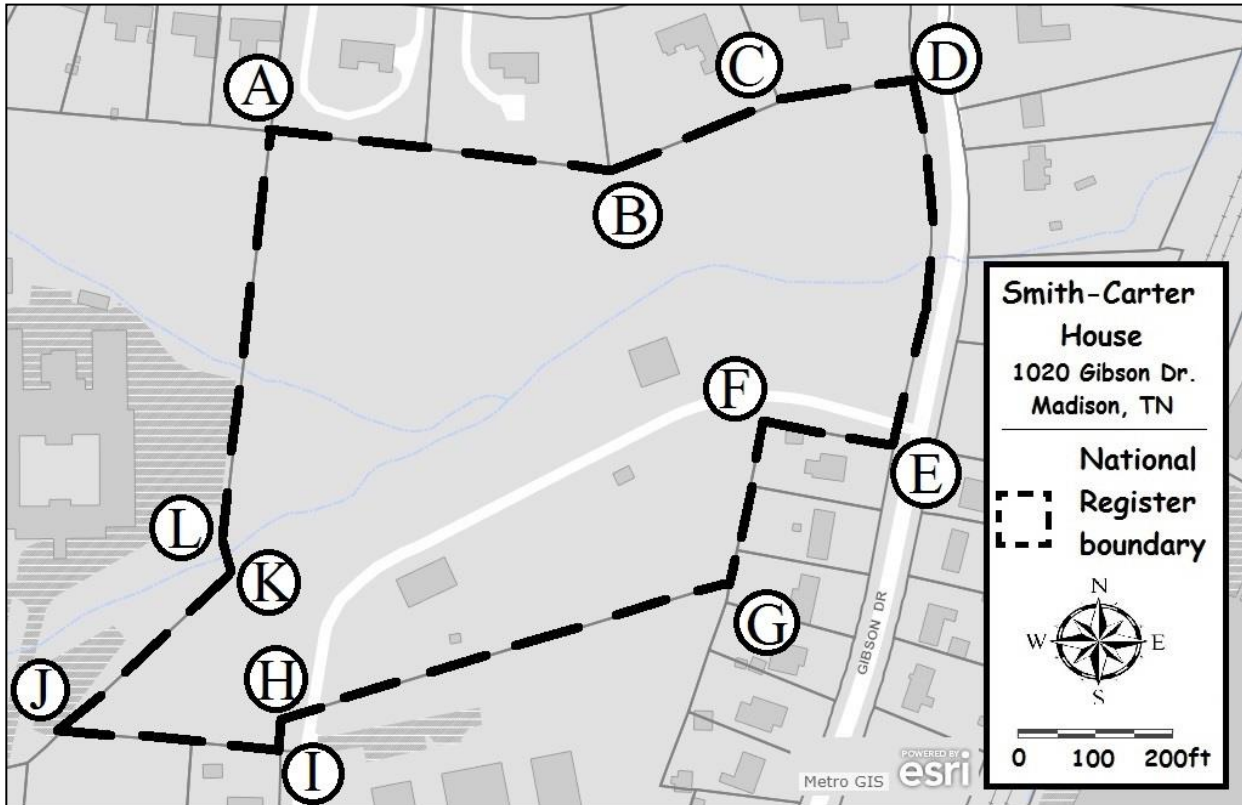 A
C
D
B
Smith-Carter
House
1020 Gibson Dr.
Madison, TN
F
E
National
Register
boundary
L
K
G
GIBSON DR
N
W E
S
H
J
I
0 100 200ft
Metro GIS
POWERED BY
esri